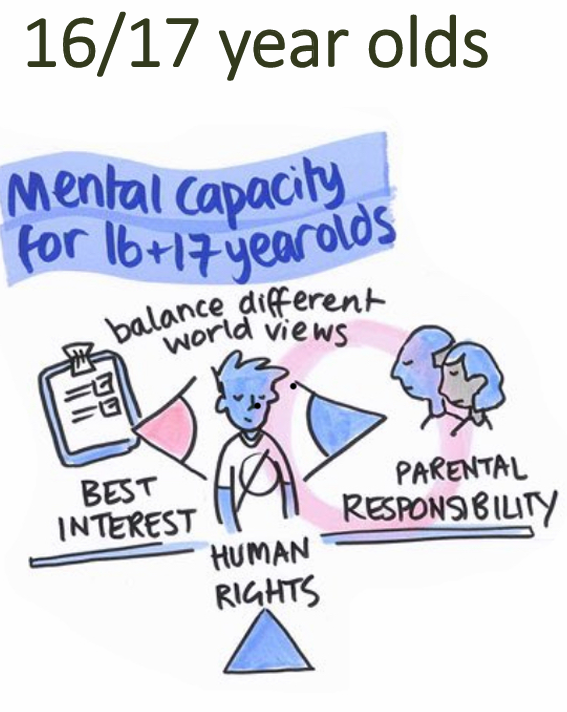 16/17 year olds
Mental Capacity
for 16+17 year olds
balance different
world views
BEST
INTEREST
PARENTAL
RESPONSIBILITY
HUMAN
RIGHTS